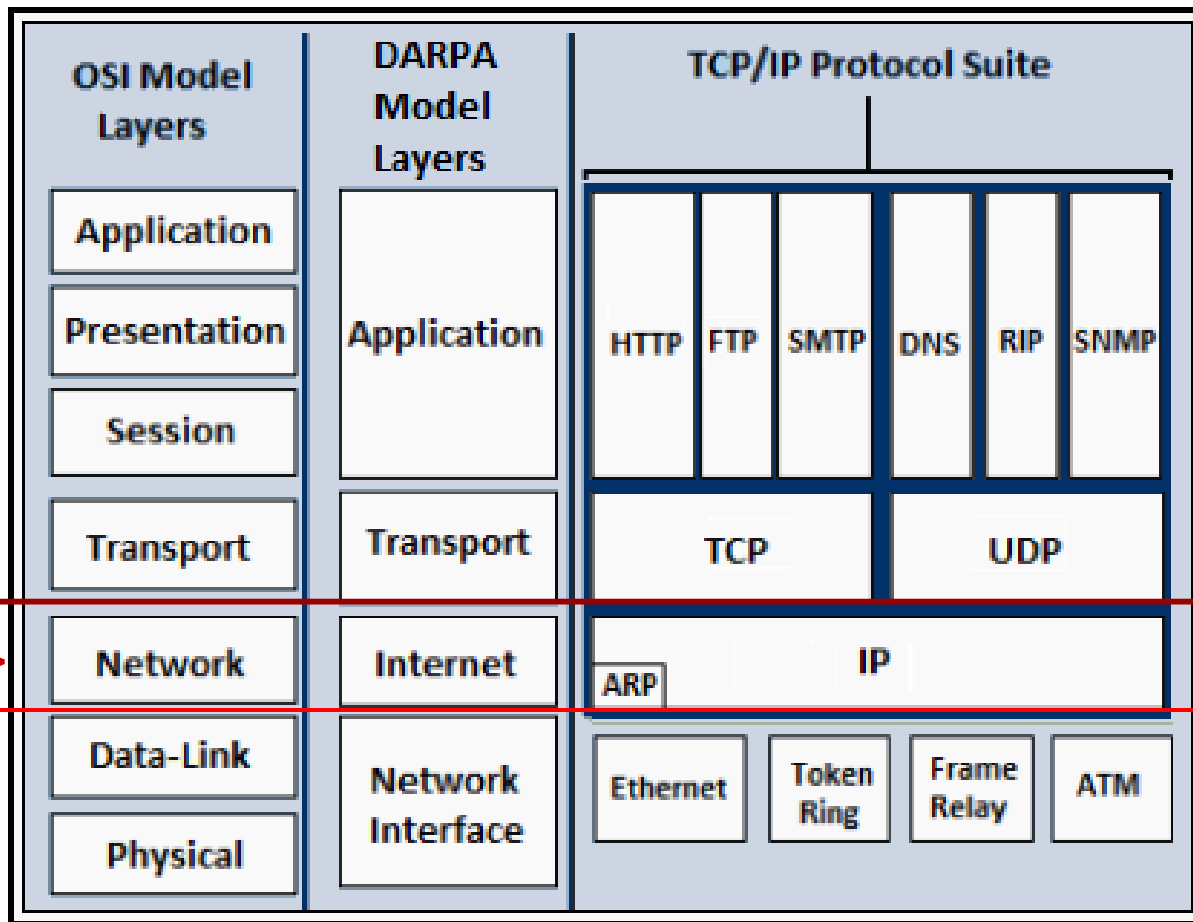 OSI Model
Layers
DARPA
Model
Layers
TCP/IP Protocol Suite
Application
Presentation
Session
Transport
Network
Data-Link
Physical
Application
Transport
Internet
Network
Interface
HTTP
FTP
SMTP
DNS
RIP
SNMP
TCP
UDP
IP
ARP
Ethernet
Token
Ring
Frame
Relay
ATM